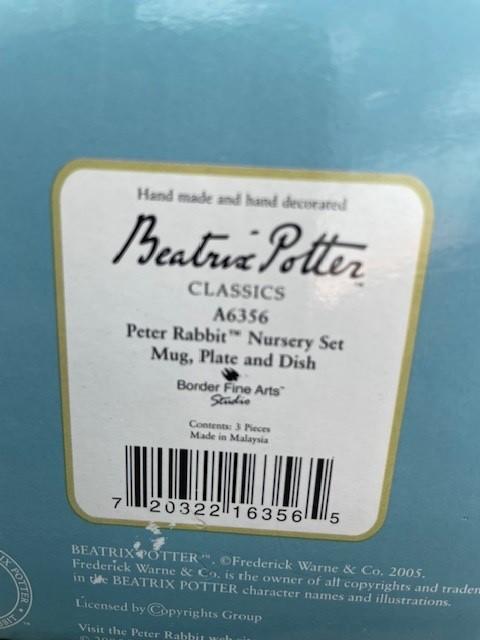 Hand made and hand decorated
Beatrix Potter™
CLASSICS
A6356
Peter Rabbit™ Nursery Set
Mug, Plate and Dish
Border Fine Arts™
Studio
Contents: 3 Pieces
Made in Malaysia
7 20322 16356 5
BEATRIX POTTER™. ©Frederick Warne & Co. 2005.
Frederick Warne & Co. is the owner of all copyrights and
in the BEATRIX POTTER character names and illustrations.
Licensed by ©opyrights Group
Visit the Peter Rabbit
POTTER